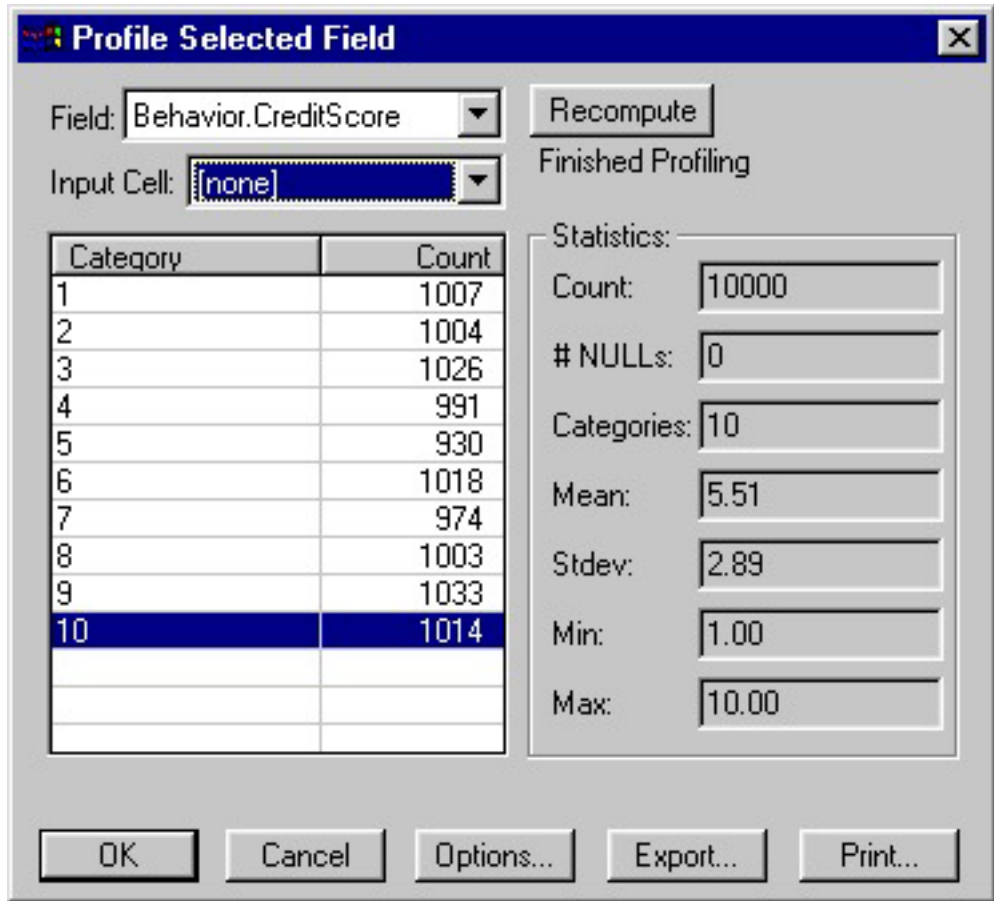 Profile Selected Field
Field: Behavior.CreditScore Recompute
Input Cell: [none] Finished Profiling
Category Count
1 1007
2 1004
3 1026
4 991
5 930
6 1018
7 974
8 1003
9 1033
10 1014
Statistics:
Count: 10000
# NULLs: 0
Categories: 10
Mean: 5.51
Stdev: 2.89
Min: 1.00
Max: 10.00
OK Cancel Options... Export... Print...